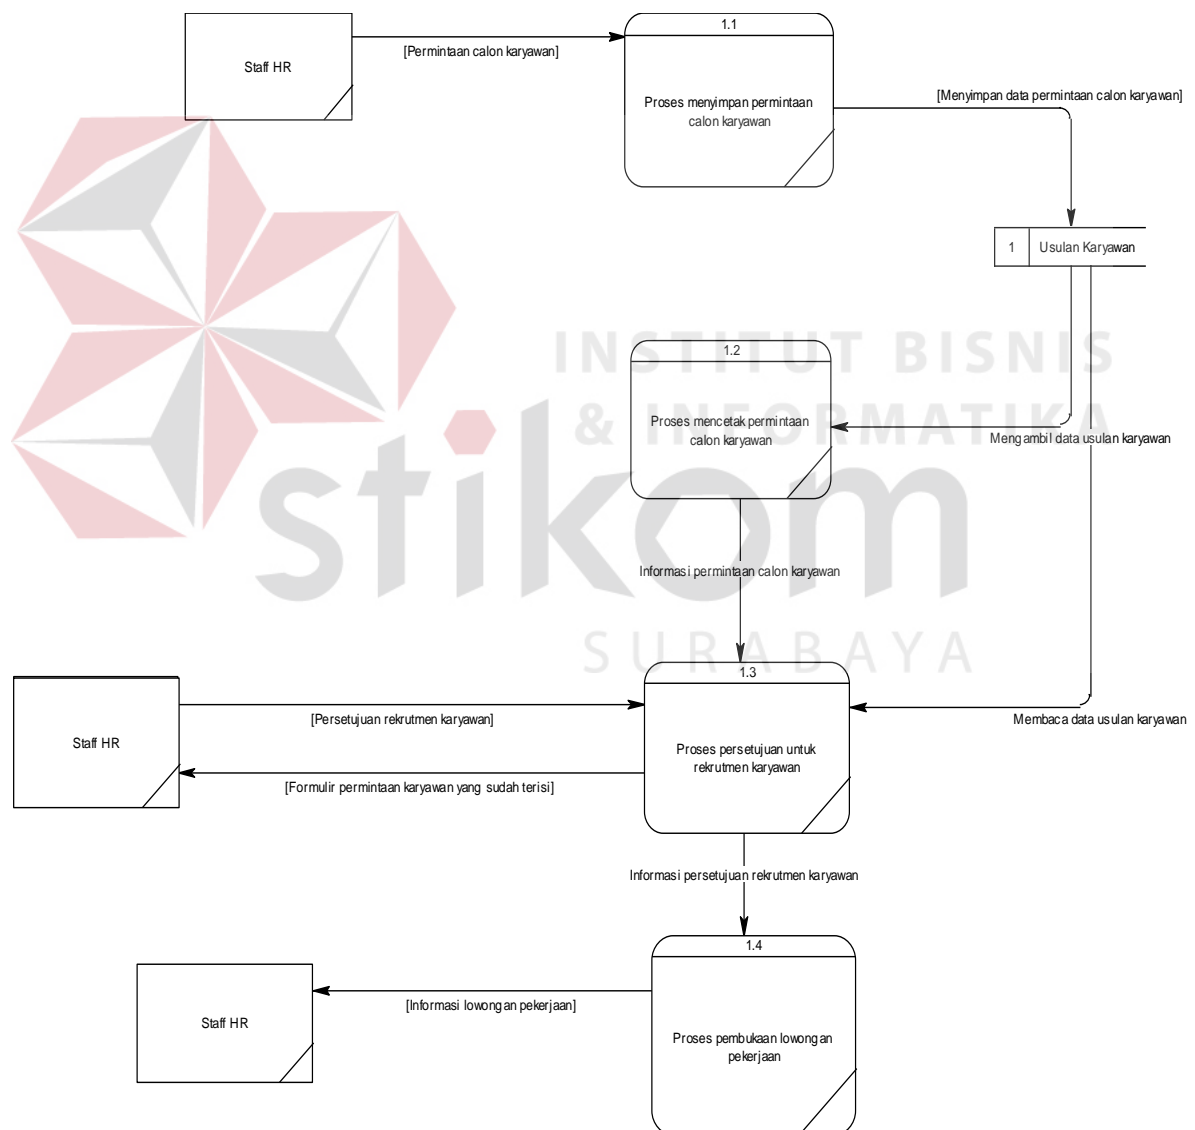 1.1
Staff HR
[Permintaan calon karyawan]
Proses menyimpan permintaan
calon karyawan
[Menyimpan data permintaan calon karyawan]
1 Usulan Karyawan
INSTITUT BISNIS
& INFORMATIKA
stikom
SURABAYA
1.2
Proses mencetak permintaan
calon karyawan
Mengambil data usulan karyawan
Informasi permintaan calon karyawan
1.3
Staff HR
[Persetujuan rekrutmen karyawan]
Proses persetujuan untuk
rekrutmen karyawan
Membaca data usulan karyawan
[Formulir permintaan karyawan yang sudah terisi]
Informasi persetujuan rekrutmen karyawan
1.4
Staff HR
[Informasi lowongan pekerjaan]
Proses pembukaan lowongan
pekerjaan